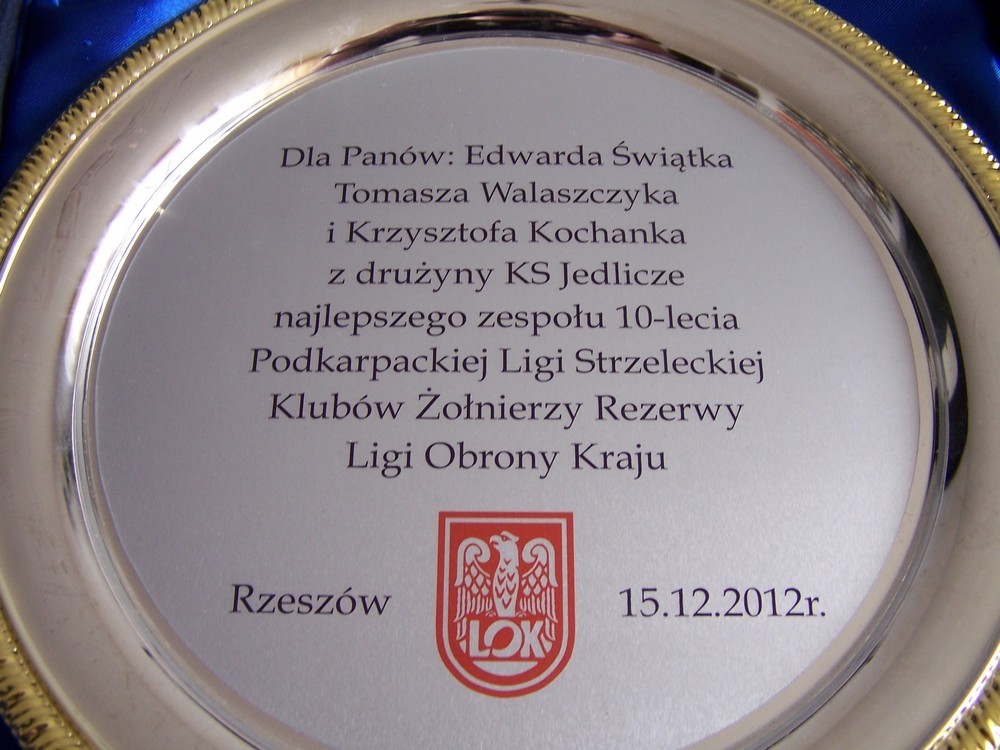 Dla Panów: Edwarda Świątka
Tomasza Walaszczyka
i Krzysztofa Kochanka
z drużyny KS Jedlicze
najlepszego zespołu 10-lecia
Podkarpackiej Ligi Strzeleckiej
Klubów Żołnierzy Rezerwy
Ligi Obrony Kraju
LOK
Rzeszów 15.12.2012r.